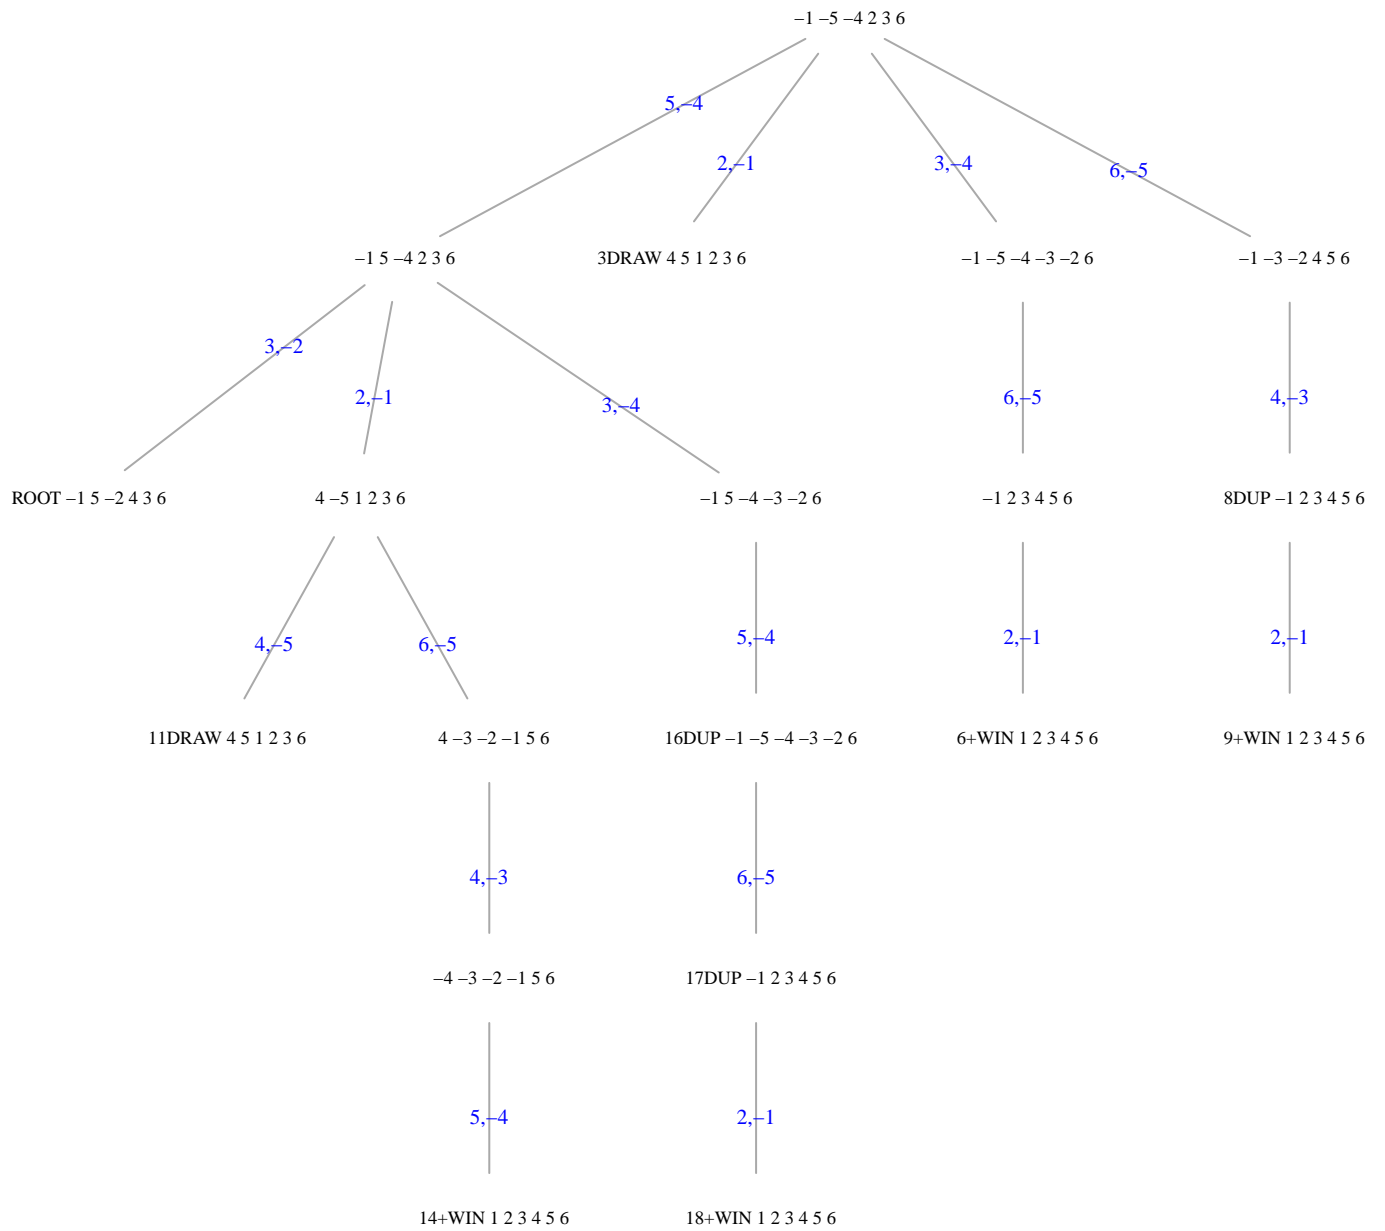 –1 –5 –4 2 3 6
5,–4
2,–1
3,–4
6,–5
–1 5 –4 2 3 6
3DRAW 4 5 1 2 3 6
–1 –5 –4 –3 –2 6
–1 –3 –2 4 5 6
3,–2
2,–1
3,–4
6,–5
4,–3
ROOT –1 5 –2 4 3 6
4 –5 1 2 3 6
–1 5 –4 –3 –2 6
–1 2 3 4 5 6
8DUP –1 2 3 4 5 6
4,–5
6,–5
5,–4
2,–1
2,–1
11DRAW 4 5 1 2 3 6
4 –3 –2 –1 5 6
16DUP –1 –5 –4 –3 –2 6
6+WIN 1 2 3 4 5 6
9+WIN 1 2 3 4 5 6
4,–3
6,–5
–4 –3 –2 –1 5 6
17DUP –1 2 3 4 5 6
5,–4
2,–1
14+WIN 1 2 3 4 5 6
18+WIN 1 2 3 4 5 6